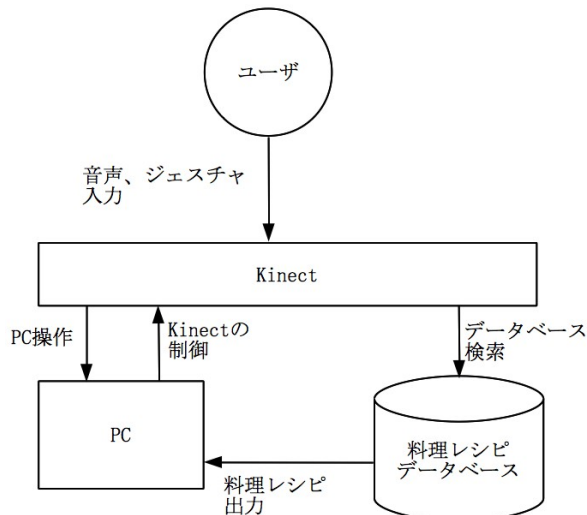 ユーザ
音声、ジェスチャ
入力
Kinect
PC操作
Kinectの
制御
データベース
検索
PC
料理レシピ
データベース
料理レシピ
出力